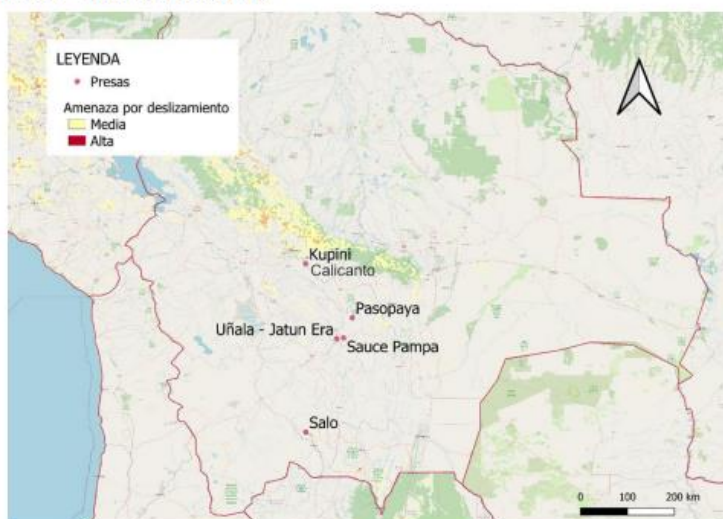 LEYENDA
Presas
Amenaza por deslizamiento
Media
Alta
Kupini
Calicanto
Pasopaya
Uñala - Jatun Era
Sauce Pampa
Salo
0 100 200 km